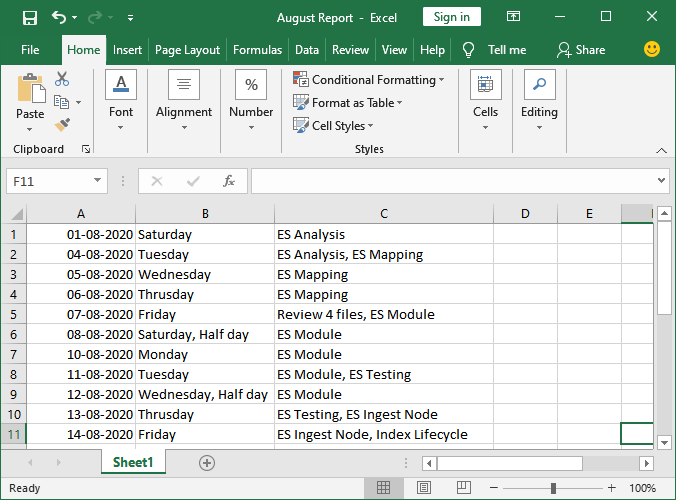 August Report - Excel
Sign in
File Home Insert Page Layout Formulas Data Review View Help Tell me Share
Paste
Clipboard
Font
Alignment
%
Number
Conditional Formatting
Format as Table
Cell Styles
Styles
Cells
Editing
F11 fx
A B C D E
1 01-08-2020 Saturday ES Analysis
2 04-08-2020 Tuesday ES Analysis, ES Mapping
3 05-08-2020 Wednesday ES Mapping
4 06-08-2020 Thrusday ES Mapping
5 07-08-2020 Friday Review 4 files, ES Module
6 08-08-2020 Saturday, Half day ES Module
7 10-08-2020 Monday ES Module
8 11-08-2020 Tuesday ES Module, ES Testing
9 12-08-2020 Wednesday, Half day ES Module
10 13-08-2020 Thrusday ES Testing, ES Ingest Node
11 14-08-2020 Friday ES Ingest Node, Index Lifecycle
Sheet1
Ready 100%